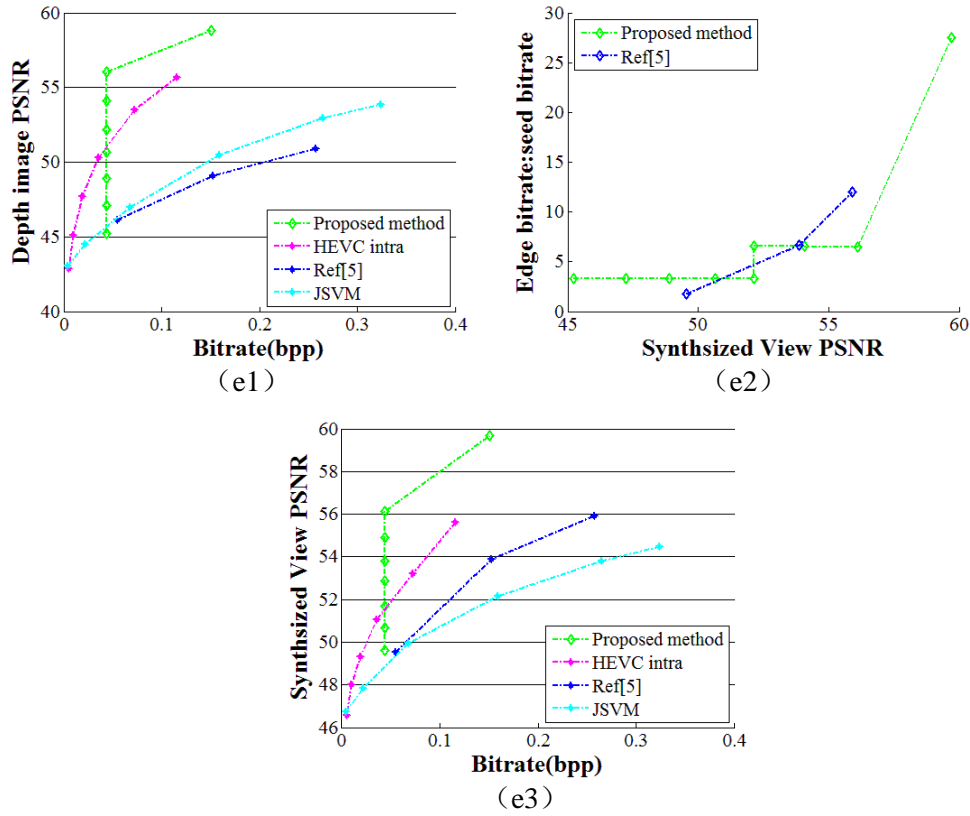 60
55
50
45
40
Depth image PSNR
0
0.1
0.2
0.3
0.4
Bitrate(bpp)
Proposed method
HEVC intra
Ref[5]
JSVM
（e1）
30
25
20
15
10
5
0
Edge bitrate:seed bitrate
45
50
55
60
Synthsized View PSNR
Proposed method
Ref[5]
（e2）
60
58
56
54
52
50
48
46
Synthsized View PSNR
0
0.1
0.2
0.3
0.4
Bitrate(bpp)
Proposed method
HEVC intra
Ref[5]
JSVM
（e3）